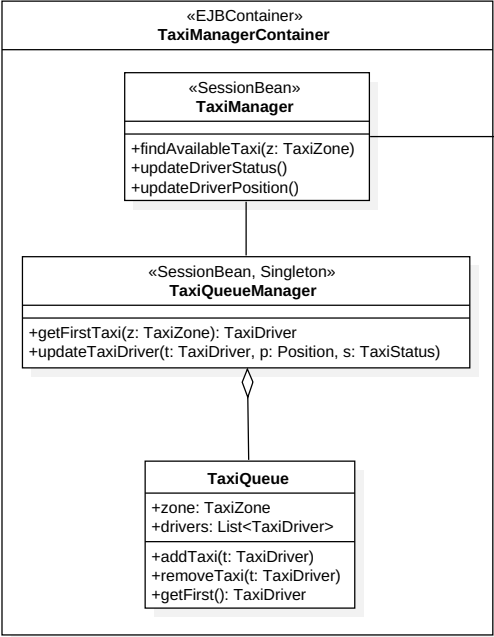 «EJBContainer»
TaxiManagerContainer
«SessionBean»
TaxiManager
+findAvailableTaxi(z: TaxiZone)
+updateDriverStatus()
+updateDriverPosition()
«SessionBean, Singleton»
TaxiQueueManager
+getFirstTaxi(z: TaxiZone): TaxiDriver
+updateTaxiDriver(t: TaxiDriver, p: Position, s: TaxiStatus)
TaxiQueue
+zone: TaxiZone
+drivers: List<TaxiDriver>
+addTaxi(t: TaxiDriver)
+removeTaxi(t: TaxiDriver)
+getFirst(): TaxiDriver